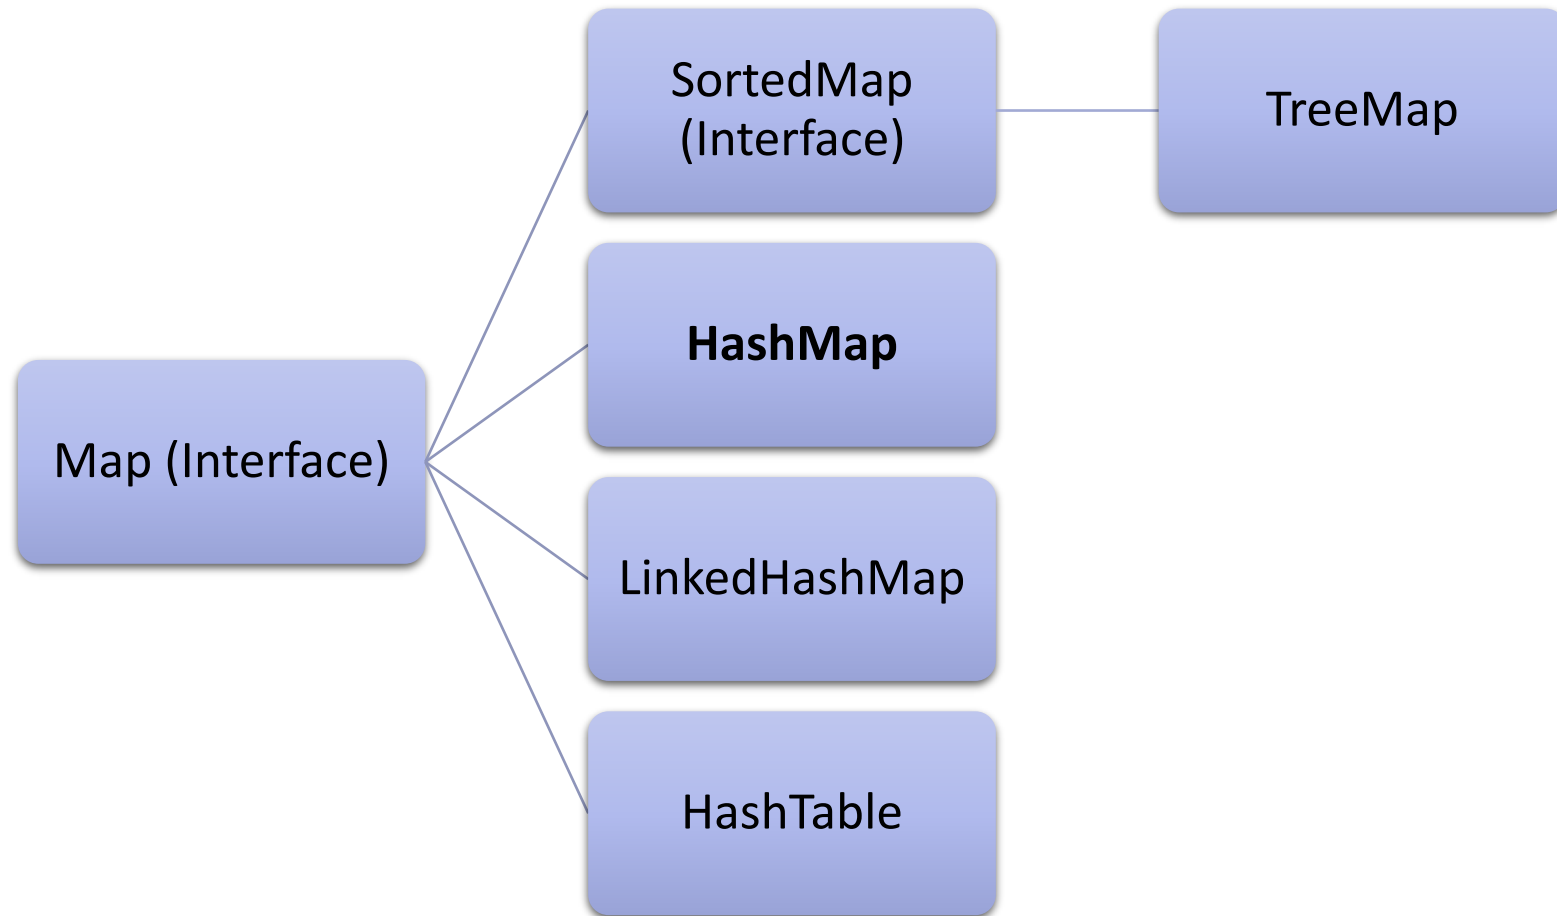 SortedMap
(Interface)
TreeMap
HashMap
Map (Interface)
LinkedHashMap
HashTable